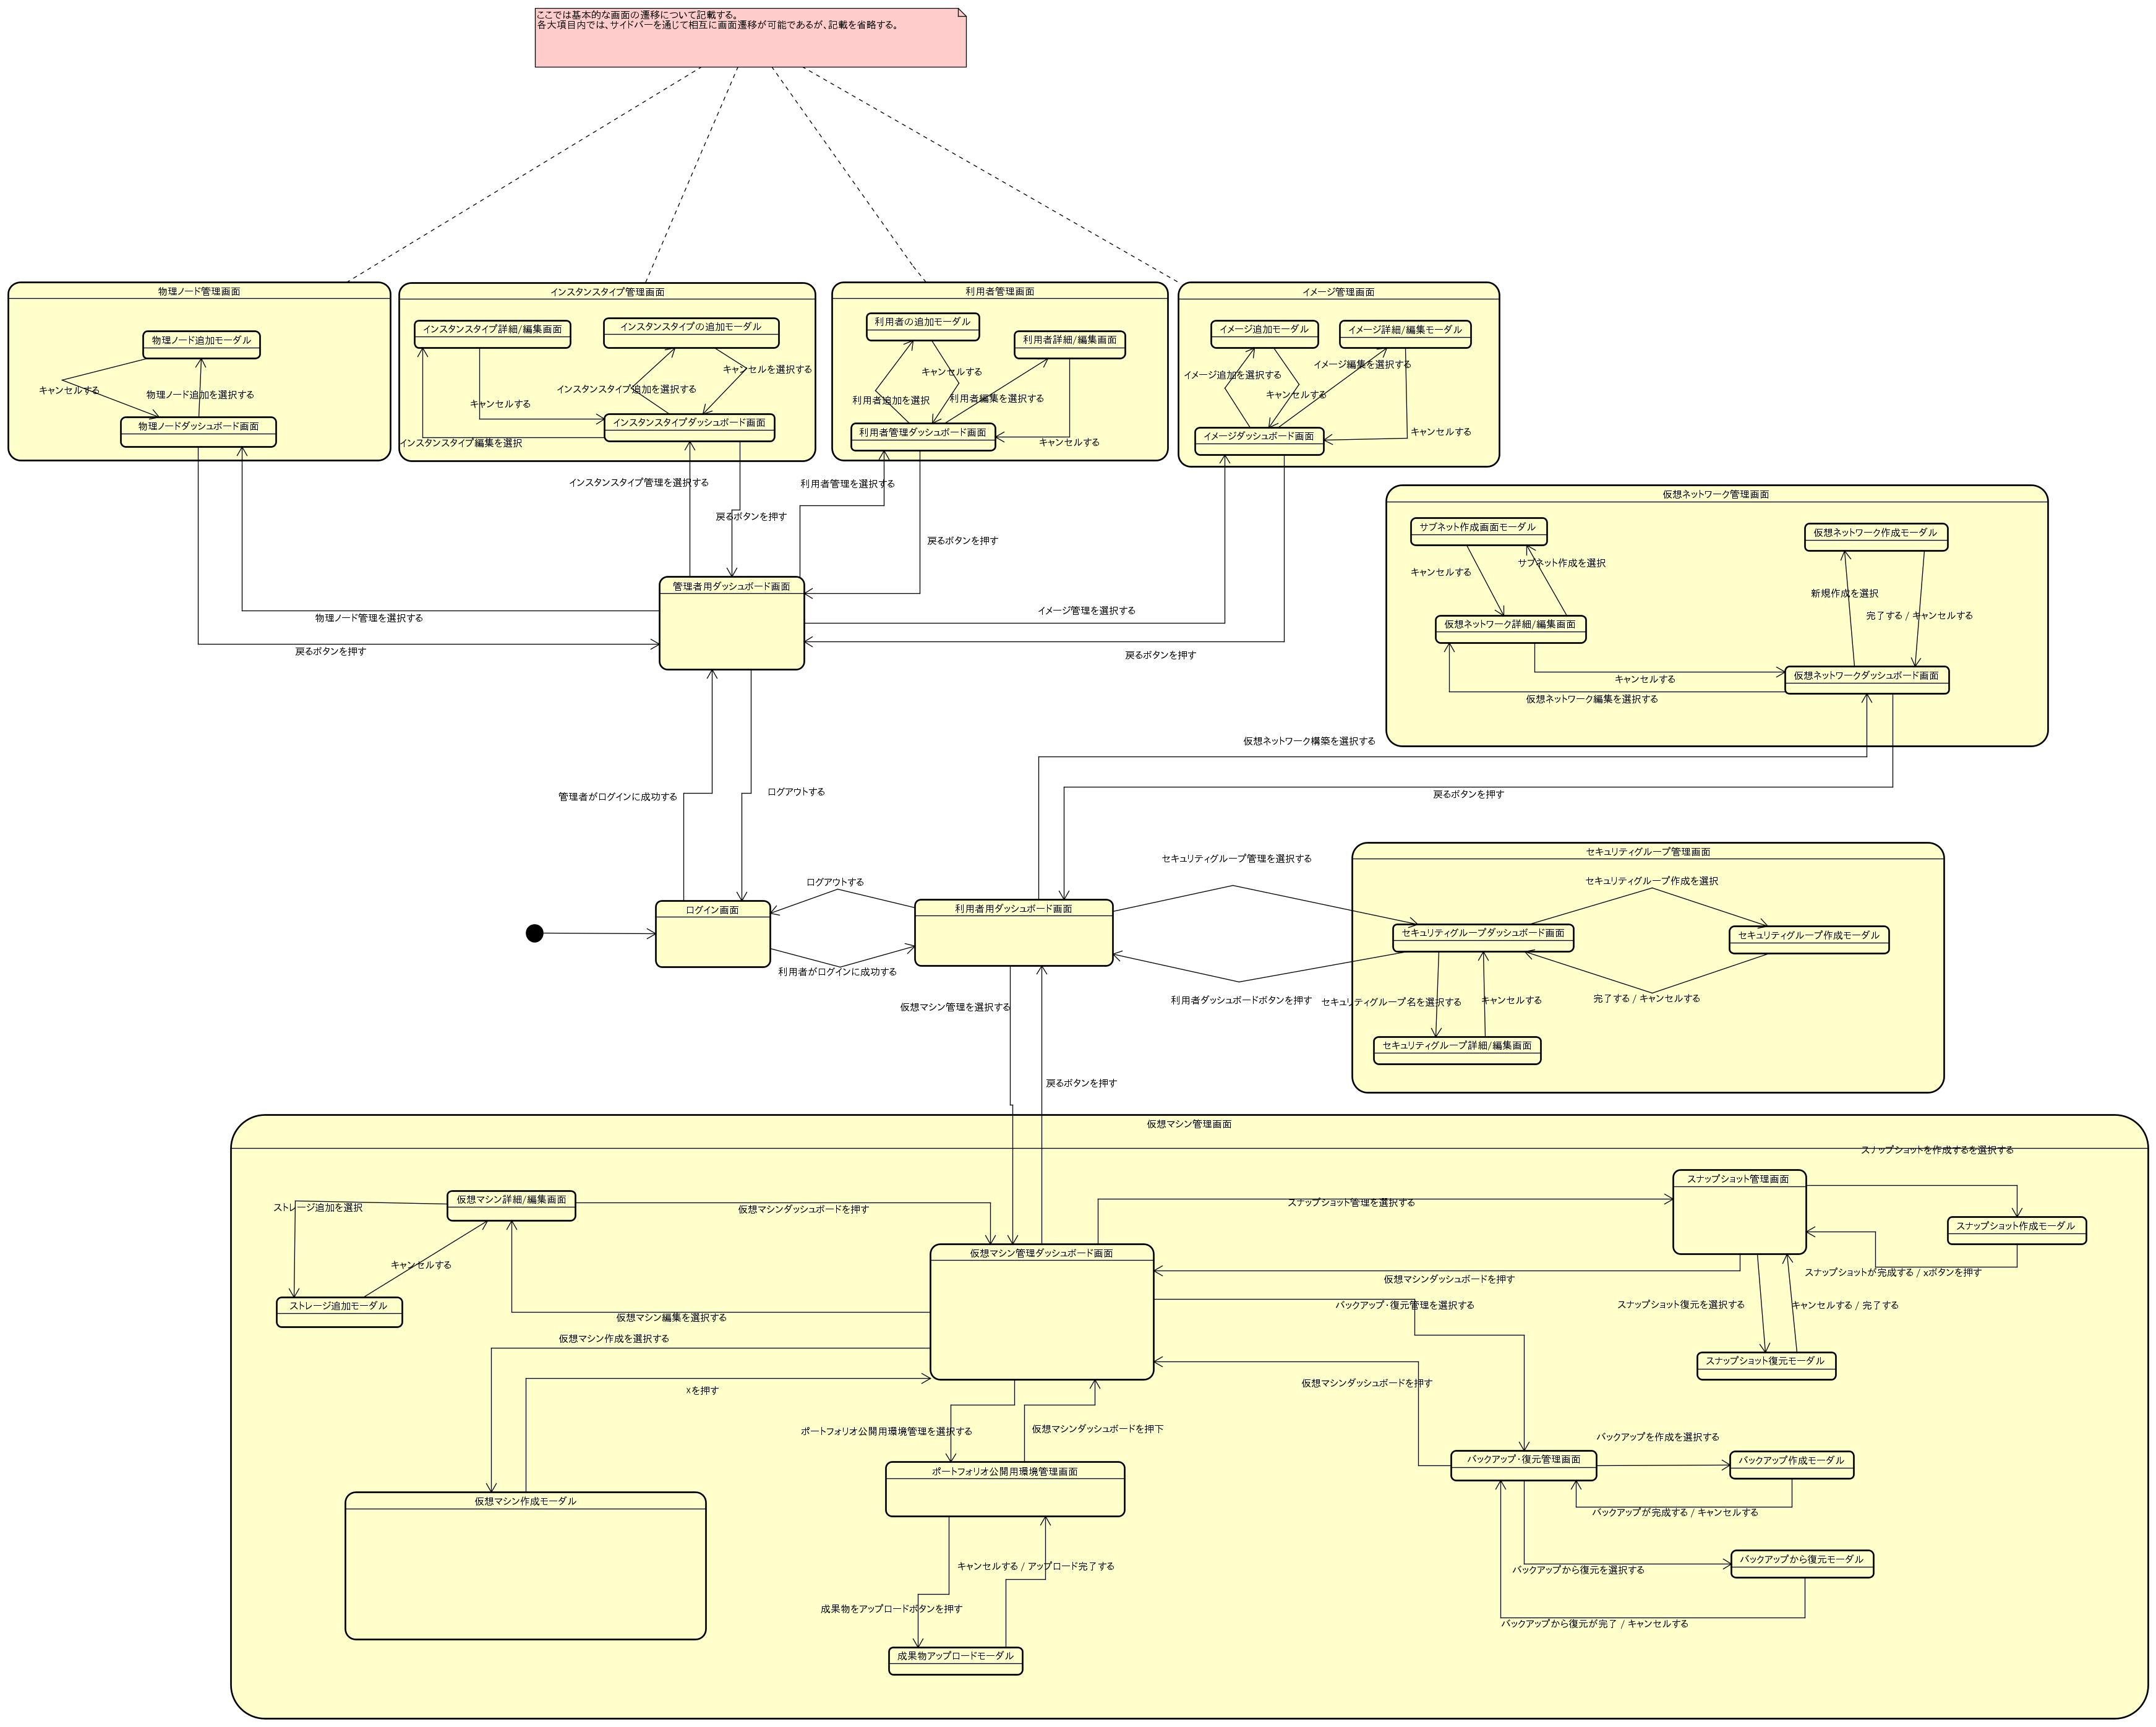 ここでは基本的な画面の遷移について記載する。
各大項目内では、サイドバーを通じて相互に画面遷移が可能であるが、記載を省略する。
物理ノード管理画面
物理ノード追加モーダル
キャンセルする
物理ノード追加を選択する
物理ノードダッシュボード画面
インスタンスタイプ管理画面
インスタンスタイプ詳細/編集画面
インスタンスタイプの追加モーダル
キャンセルを選択する
インスタンスタイプ追加を選択する
キャンセルする
インスタンスタイプダッシュボード画面
インスタンスタイプ編集を選択
利用者管理画面
利用者の追加モーダル
利用者詳細/編集画面
キャンセルする
利用者追加を選択
利用者編集を選択する
利用者管理ダッシュボード画面
キャンセルする
イメージ管理画面
イメージ追加モーダル
イメージ詳細/編集モーダル
イメージ編集を選択する
イメージ追加を選択する
キャンセルする
イメージダッシュボード画面
キャンセルする
インスタンスタイプ管理を選択する
利用者管理を選択する
戻るボタンを押す
戻るボタンを押す
管理者用ダッシュボード画面
物理ノード管理を選択する
イメージ管理を選択する
戻るボタンを押す
戻るボタンを押す
仮想ネットワーク管理画面
サブネット作成画面モーダル
仮想ネットワーク作成モーダル
キャンセルする
サブネット作成を選択
新規作成を選択
完了する / キャンセルする
仮想ネットワーク詳細/編集画面
仮想ネットワークダッシュボード画面
キャンセルする
仮想ネットワーク編集を選択する
仮想ネットワーク構築を選択する
戻るボタンを押す
管理者がログインに成功する
ログアウトする
ログアウトする
ログイン画面
利用者用ダッシュボード画面
利用者がログインに成功する
セキュリティグループ管理を選択する
利用者ダッシュボードボタンを押す
セキュリティグループ管理画面
セキュリティグループ作成を選択
セキュリティグループダッシュボード画面
セキュリティグループ作成モーダル
セキュリティグループ名を選択する
キャンセルする
完了する / キャンセルする
セキュリティグループ詳細/編集画面
仮想マシン管理を選択する
戻るボタンを押す
仮想マシン管理画面
スナップショットを作成するを選択する
仮想マシン詳細/編集画面
ストレージ追加を選択
仮想マシンダッシュボードを押す
スナップショット管理を選択する
スナップショット管理画面
スナップショット作成モーダル
仮想マシン管理ダッシュボード画面
キャンセルする
仮想マシンダッシュボードを押す
スナップショットが完成する / xボタンを押す
ストレージ追加モーダル
仮想マシン編集を選択する
バックアップ・復元管理を選択する
スナップショット復元を選択する
キャンセルする / 完了する
仮想マシン作成を選択する
スナップショット復元モーダル
xを押す
仮想マシンダッシュボードを押す
ポートフォリオ公開用環境管理を選択する
仮想マシンダッシュボードを押下
バックアップを作成を選択する
バックアップ・復元管理画面
バックアップ作成モーダル
ポートフォリオ公開用環境管理画面
仮想マシン作成モーダル
バックアップが完成する / キャンセルする
バックアップから復元モーダル
バックアップから復元を選択する
キャンセルする / アップロード完了する
成果物をアップロードボタンを押す
バックアップから復元が完了 / キャンセルする
成果物アップロードモーダル